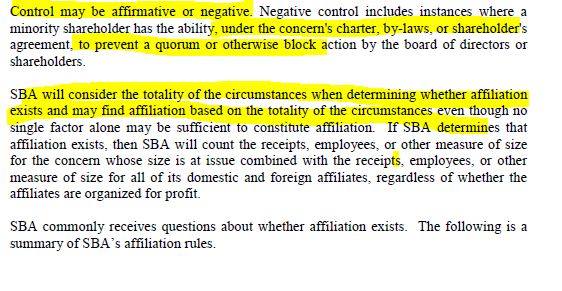 Control may be affirmative or negative. Negative control includes instances where a
minority shareholder has the ability, under the concern's charter, by-laws, or shareholder's
agreement, to prevent a quorum or otherwise block action by the board of directors or
shareholders.
SBA will consider the totality of the circumstances when determining whether affiliation
exists and may find affiliation based on the totality of the circumstances even though no
single factor alone may be sufficient to constitute affiliation. If SBA determines that
affiliation exists, then SBA will count the receipts, employees, or other measure of size
for the concern whose size is at issue combined with the receipts, employees, or other
measure of size for all of its domestic and foreign affiliates, regardless of whether the
affiliates are organized for profit.
SBA commonly receives questions about whether affiliation exists. The following is a
summary of SBA's affiliation rules.